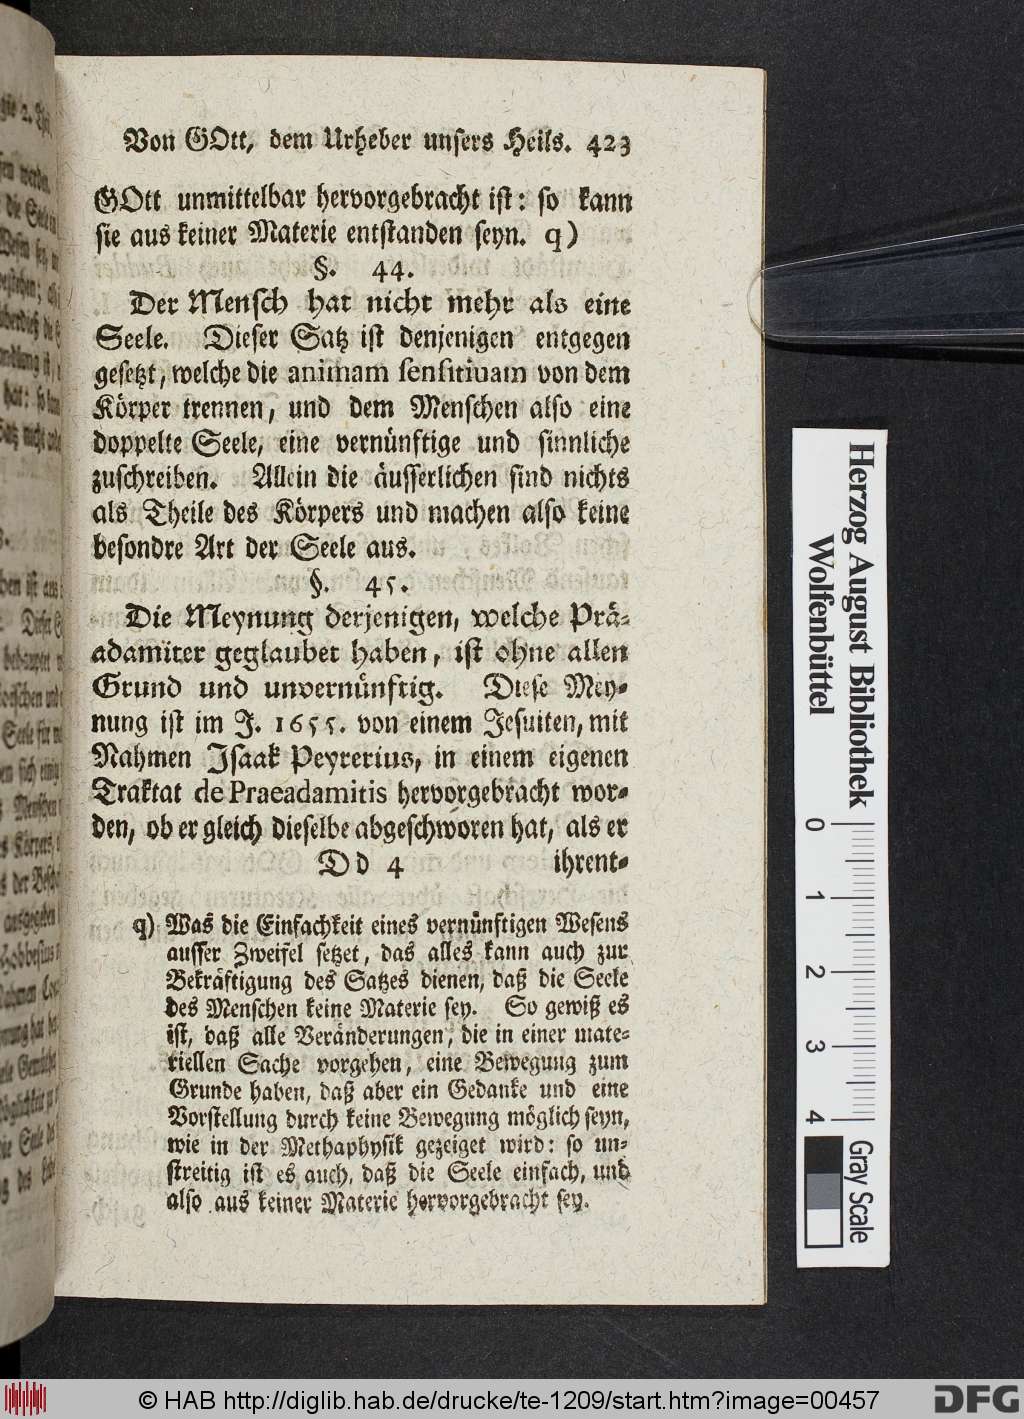 Von GOtt, dem Urheber unsers Heils. 423
GOtt unmittelbar hervorgebracht ist: so kann
sie aus keiner Materie entstanden seyn. q)
§. 44.
Der Mensch hat nicht mehr als eine
Seele. Dieser Satz ist denjenigen entgegen
gesetzt, welche die animam sensitiuam von dem
Körper trennen, und dem Menschen also eine
doppelte Seele, eine vernünftige und sinnliche
zuschreiben. Allein die äusserlichen sind nichts
als Theile des Körpers und machen also keine
besondre Art der Seele aus.
§. 45.
Die Meynung derjenigen, welche Prä-
adamiter geglaubet haben, ist ohne allen
Grund und unvernünftig. Diese Mey-
nung ist im J. 1655. von einem Jesuiten, mit
Nahmen Isaak Peyrerius, in einem eigenen
Traktat de Praeadamitis hervorgebracht wor-
den, ob er gleich dieselbe abgeschworen hat, als er
Dd 4 ihrent-
q) Was die Einfachkeit eines vernünftigen Wesens
ausser Zweifel setzet, das alles kann auch zur
Bekräftigung des Satzes dienen, daß die Seele
des Menschen keine Materie sey. So gewiß es
ist, daß alle Veränderungen, die in einer mate-
riellen Sache vorgehen, eine Bewegung zum
Grunde haben, daß aber ein Gedanke und eine
Vorstellung durch keine Bewegung möglich seyn,
wie in der Methaphysik gezeiget wird: so un-
streitig ist es auch, daß die Seele einfach, und
also aus keiner Materie hervorgebracht sey.
Herzog August Bibliothek
Wolfenbüttel
0 1 2 3 4
Gray Scale
© HAB http://diglib.hab.de/drucke/te-1209/start.htm?image=00457
DFG